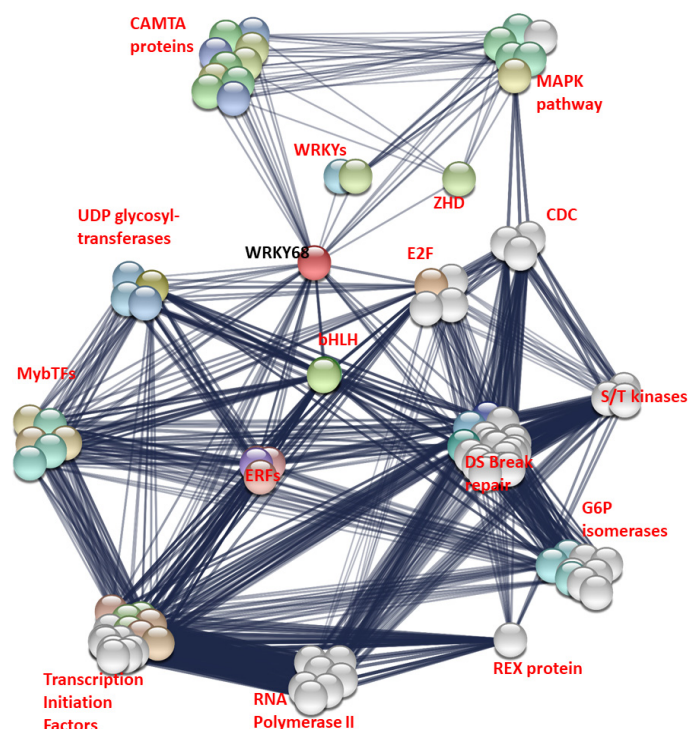 CAMTA
proteins
MAPK
pathway
WRKYs
ZHD
UDP glycosyl-
transferases
CDC
WRKY68
E2F
bHLH
MybTFs
S/T kinases
ERFs
DS Break
repair
G6P
isomerases
REX protein
Transcription
Initiation
Factors
RNA
Polymerase II